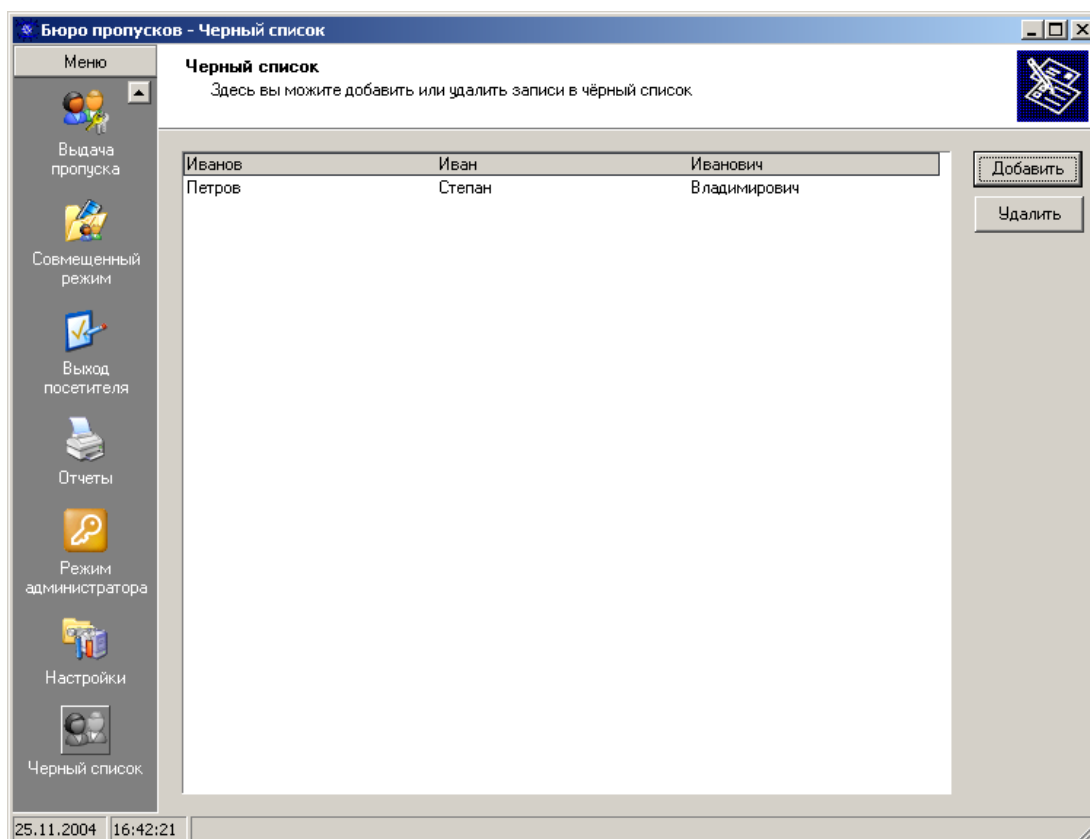 Бюро пропусков - Черный список
Меню
Черный список
Здесь вы можите добавить или удалить записи в чёрный список
Выдача
пропуска
Совмещенный
режим
Выход
посетителя
Отчеты
Режим
администратора
Настройки
Черный список
Иванов Иван Иванович
Петров Степан Владимирович
Добавить
Удалить
25.11.2004 16:42:21